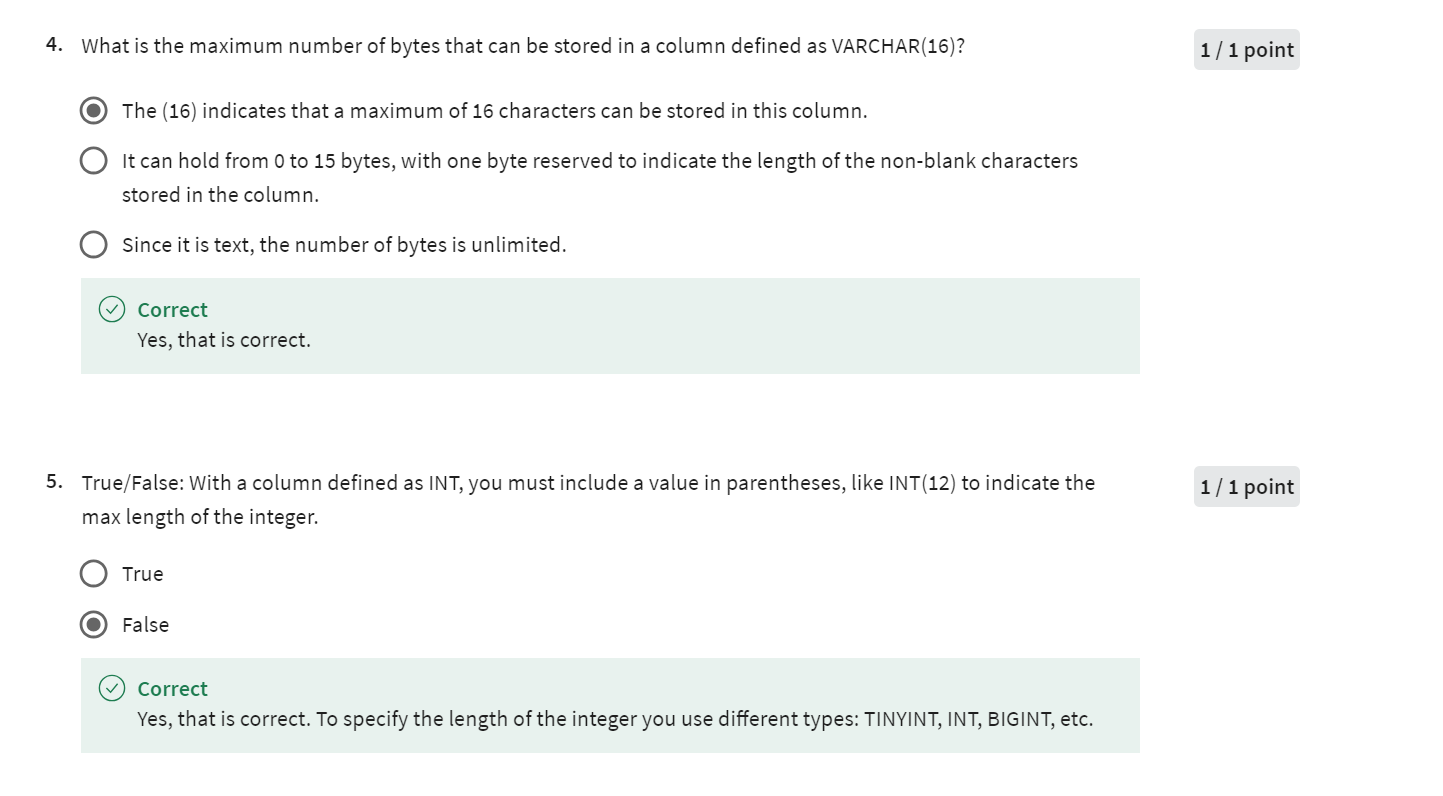 4. What is the maximum number of bytes that can be stored in a column defined as VARCHAR(16)?
1 / 1 point
The (16) indicates that a maximum of 16 characters can be stored in this column.
It can hold from 0 to 15 bytes, with one byte reserved to indicate the length of the non-blank characters
stored in the column.
Since it is text, the number of bytes is unlimited.
Correct
Yes, that is correct.
5. True/False: With a column defined as INT, you must include a value in parentheses, like INT(12) to indicate the
max length of the integer.
1 / 1 point
True
False
Correct
Yes, that is correct. To specify the length of the integer you use different types: TINYINT, INT, BIGINT, etc.